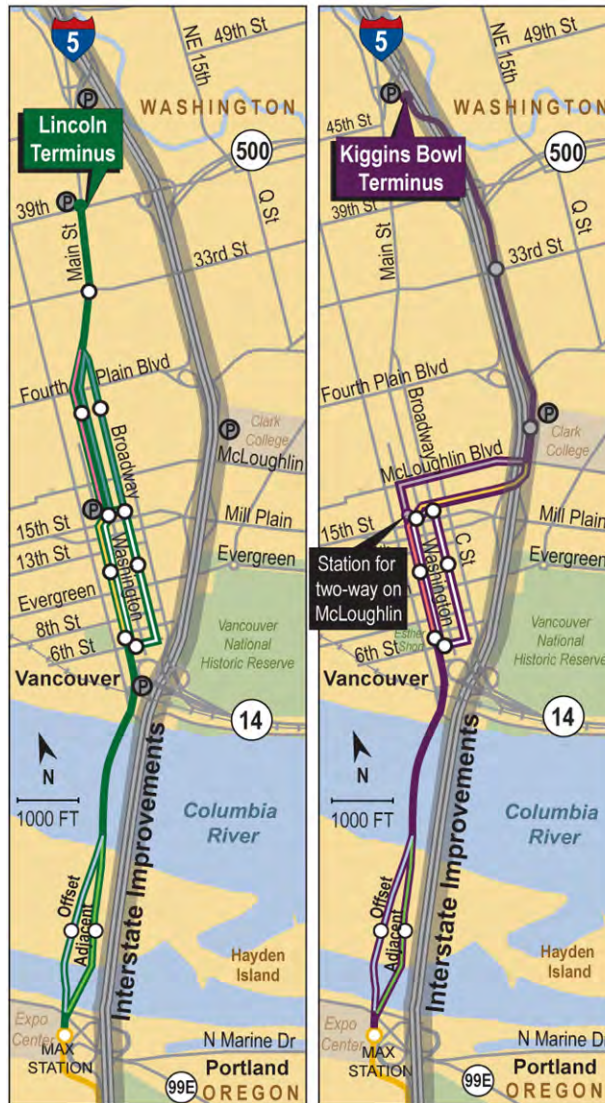 5
49th St
NE 15th
P
WASHINGTON
Lincoln
Terminus
500
P
39th
Main St
Q St
33rd St
Fourth Plain Blvd
Broadway
P
Clark
College
McLoughlin
P
15th St
Mill Plain
13th St
Washington
Evergreen
Evergreen
8th St
6th St
Vancouver
National
Historic Reserve
Vancouver
P
14
N
1000 FT
Columbia
River
Interstate Improvements
Offset
Adjacent
Hayden
Island
Expo
Center
MAX
STATION
N Marine Dr
Portland
99E
OREGON
5
49th St
NE 15th
P
WASHINGTON
45th St
Kiggins Bowl
Terminus
500
39th St
Main St
Q St
33rd St
Fourth Plain Blvd
Broadway
P
Clark
College
McLoughlin Blvd
15th St
Mill Plain
Station for
two-way on
McLoughlin
Washington
C St
Evergreen
Esther
Short
6th St
Vancouver
National
Historic Reserve
Vancouver
14
N
1000 FT
Columbia
River
Interstate Improvements
Offset
Adjacent
Hayden
Island
Expo
Center
MAX
STATION
N Marine Dr
Portland
99E
OREGON